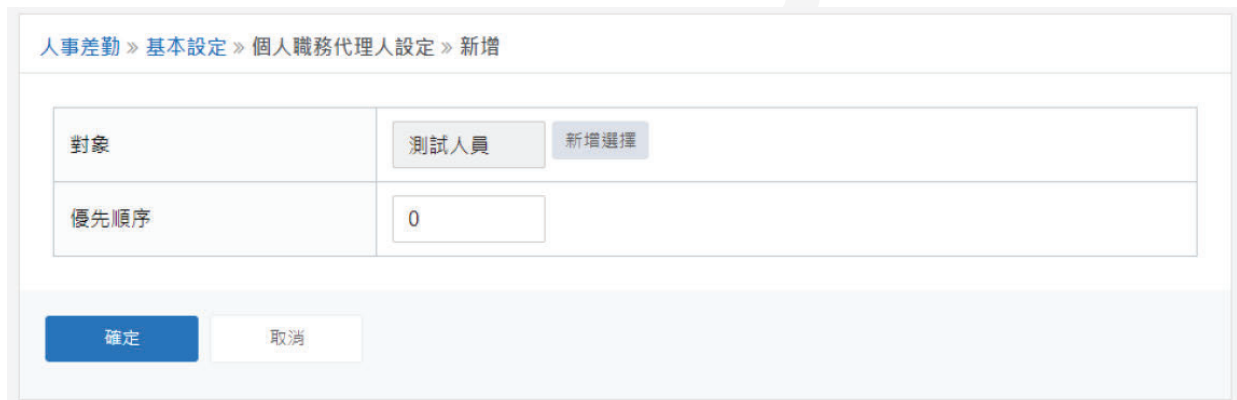 人事差勤 » 基本設定 » 個人職務代理人設定 » 新增
對象 測試人員 新增選擇
優先順序 0
確定 取消